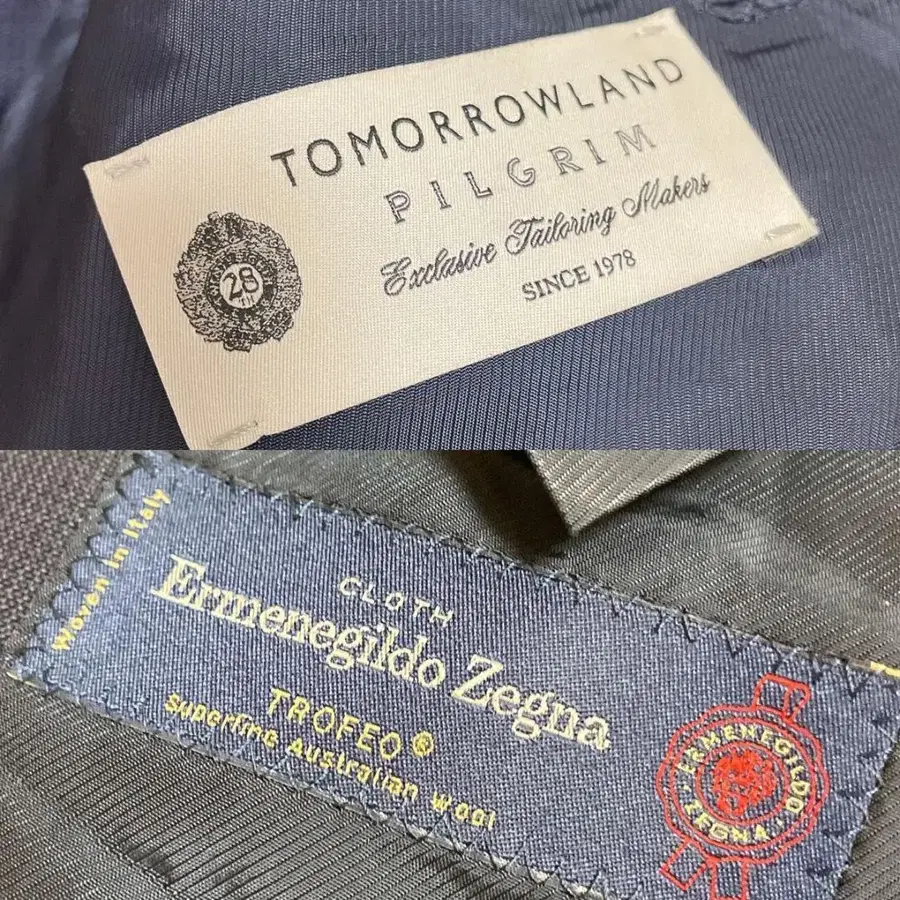 TOMORROWLAND
PILGRIM
Exclusive Tailoring Makers
SINCE 1978
28
Woven in Italy
CLOTH
Ermenegildo Zegna
TROFEO®
Superfine Australian Wool
ERMENEGILDO
ZEGNA